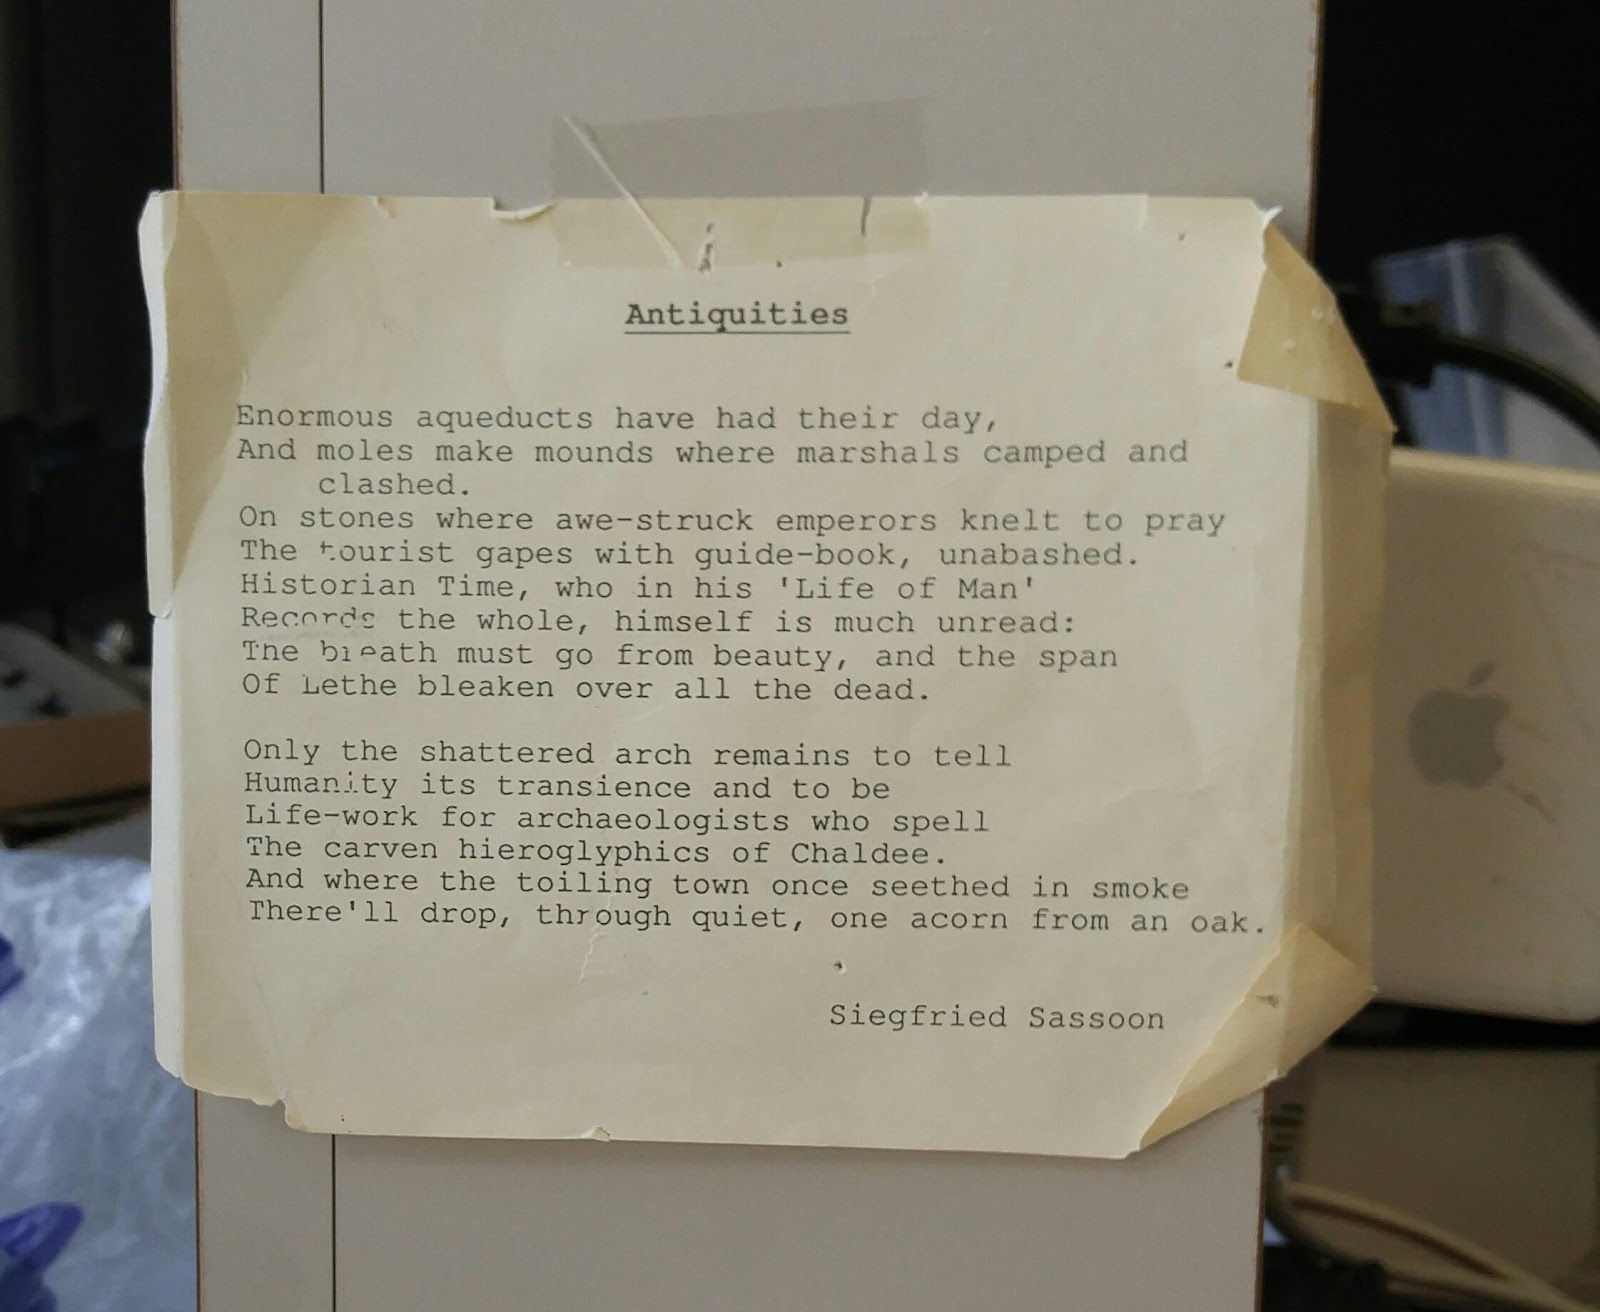 Antiquities
Enormous aqueducts have had their day,
And moles make mounds where marshals camped and
clashed.
On stones where awe-struck emperors knelt to pray
The tourist gapes with guide-book, unabashed.
Historian Time, who in his 'Life of Man'
Records the whole, himself is much unread:
The breath must go from beauty, and the span
Of Lethe bleaken over all the dead.
Only the shattered arch remains to tell
Humanity its transience and to be
Life-work for archaeologists who spell
The carven hieroglyphics of Chaldee.
And where the toiling town once seethed in smoke
There'll drop, through quiet, one acorn from an oak.
Siegfried Sassoon